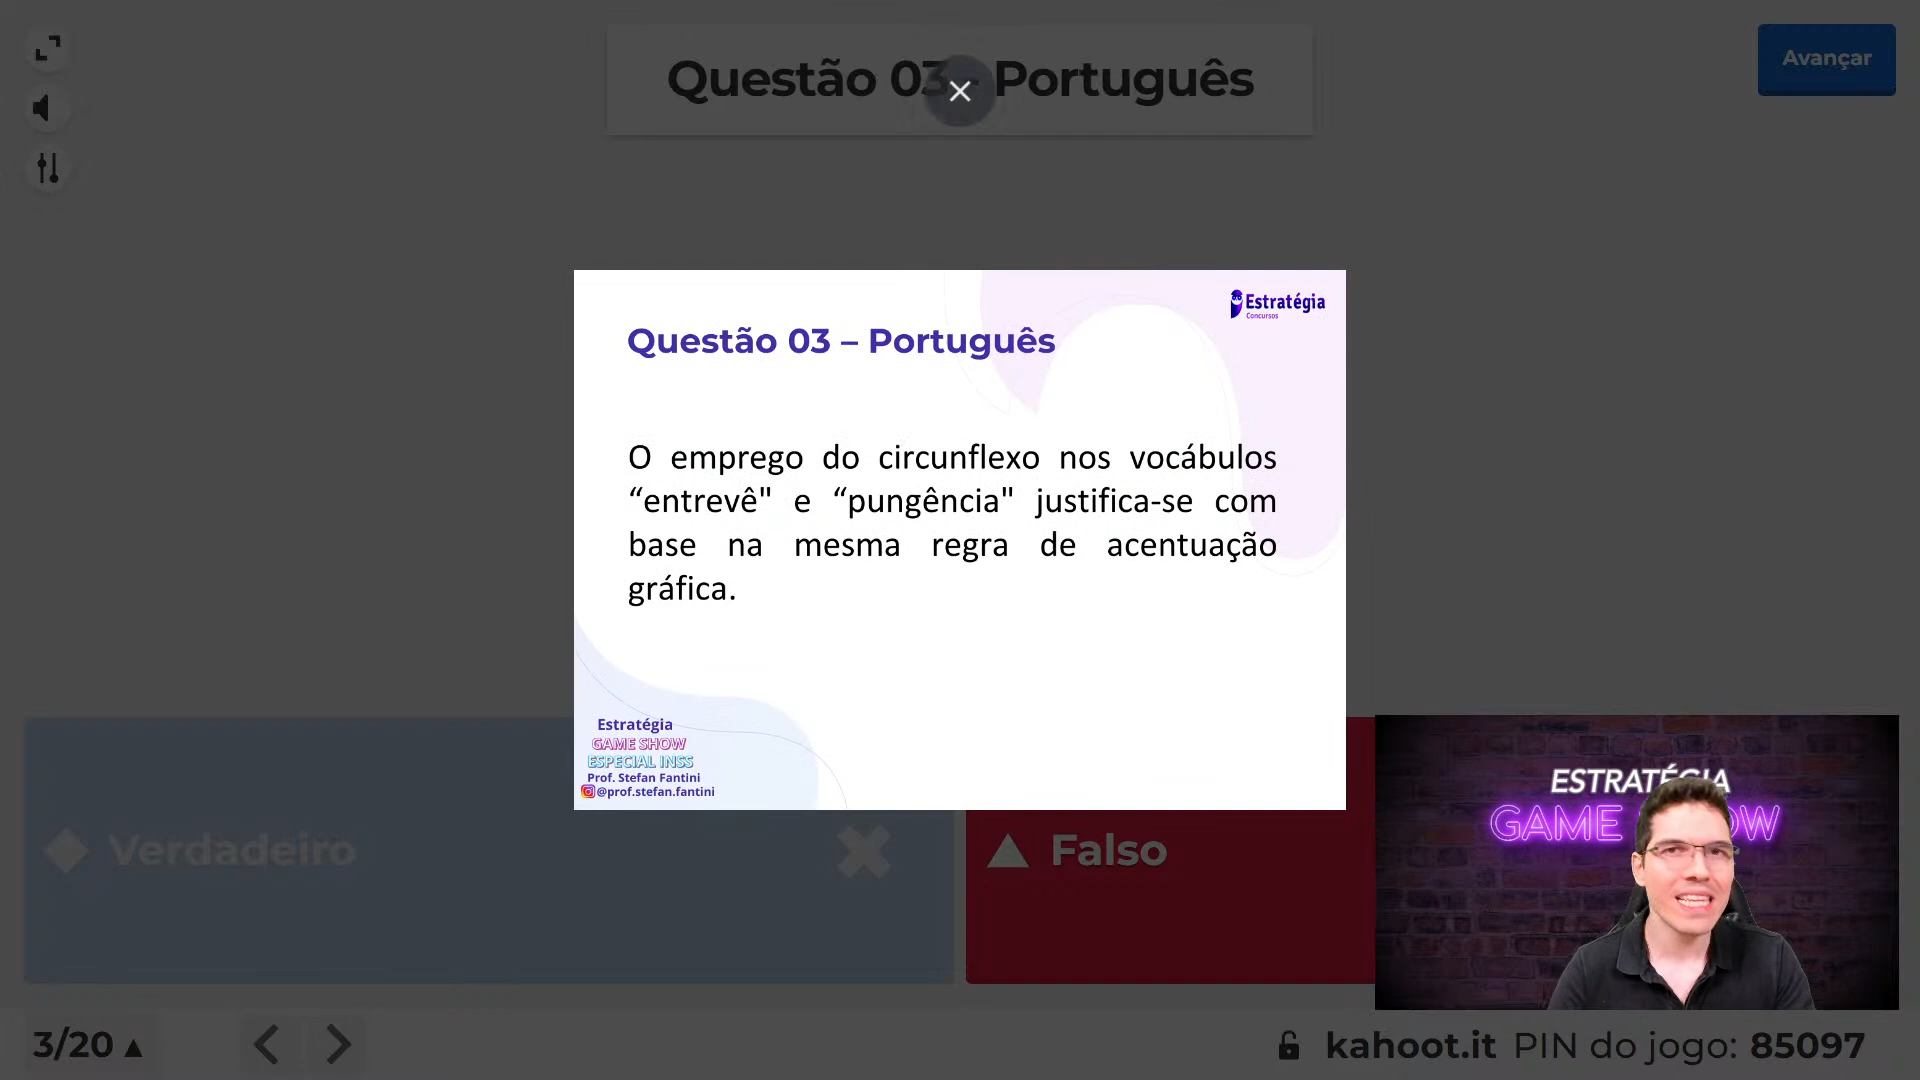 Questão 03 - Português
Avançar
Estratégia
Concursos
Questão 03 – Português
O emprego do circunflexo nos vocábulos
“entrevê" e “pungência" justifica-se com
base na mesma regra de acentuação
gráfica.
Estratégia
GAME SHOW
ESPECIAL INSS
Prof. Stefan Fantini
@prof.stefan.fantini
Verdadeiro
Falso
ESTRATÉGIA
GAME SHOW
3/20
kahoot.it PIN do jogo: 85097